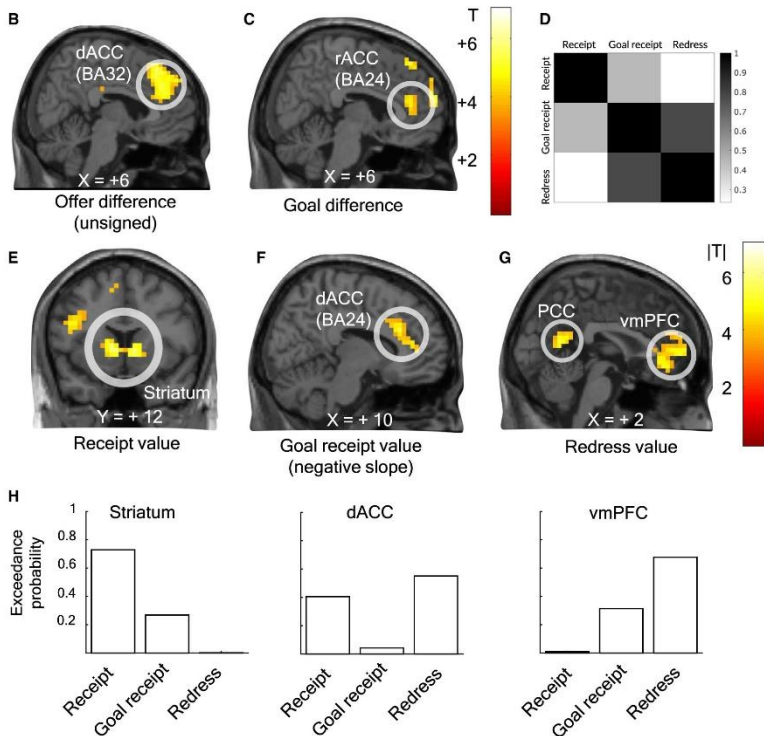 B
dACC
(BA32)
X = +6
Offer difference
(unsigned)
C
rACC
(BA24)
X = +6
Goal difference
T
+6
+4
+2
D
Receipt Goal receipt Redress
Receipt
Goal receipt
Redress
1
0.9
0.8
0.7
0.6
0.5
0.4
0.3
E
Striatum
Y = + 12
Receipt value
F
dACC
(BA24)
X = + 10
Goal receipt value
(negative slope)
G
PCC
vmPFC
X = + 2
Redress value
|T|
6
4
2
H
Exceedance
probability
1
0.8
0.6
0.4
0.2
Striatum
Receipt
Goal receipt
Redress
dACC
Receipt
Goal receipt
Redress
vmPFC
Receipt
Goal receipt
Redress